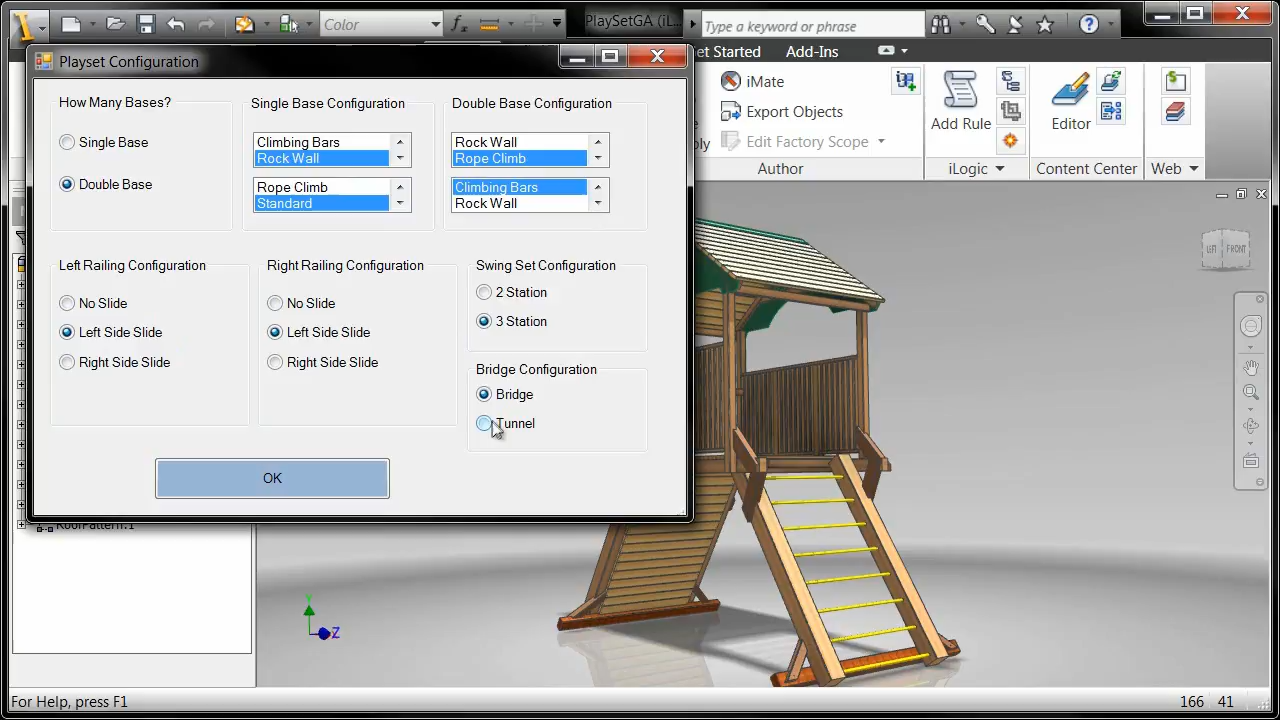 Color
PlaySetGA (iL...
Type a keyword or phrase
Playset Configuration
et Started
Add-Ins
iMate
Export Objects
Edit Factory Scope
Author
Add Rule
iLogic
Editor
Content Center
Web
How Many Bases?
Single Base
Double Base
Single Base Configuration
Climbing Bars
Rock Wall
Rope Climb
Standard
Double Base Configuration
Rock Wall
Rope Climb
Climbing Bars
Rock Wall
Left Railing Configuration
No Slide
Left Side Slide
Right Side Slide
Right Railing Configuration
No Slide
Left Side Slide
Right Side Slide
Swing Set Configuration
2 Station
3 Station
Bridge Configuration
Bridge
Tunnel
OK
LEFT
FRONT
RoofPattern:1
Y
Z
For Help, press F1
166 41